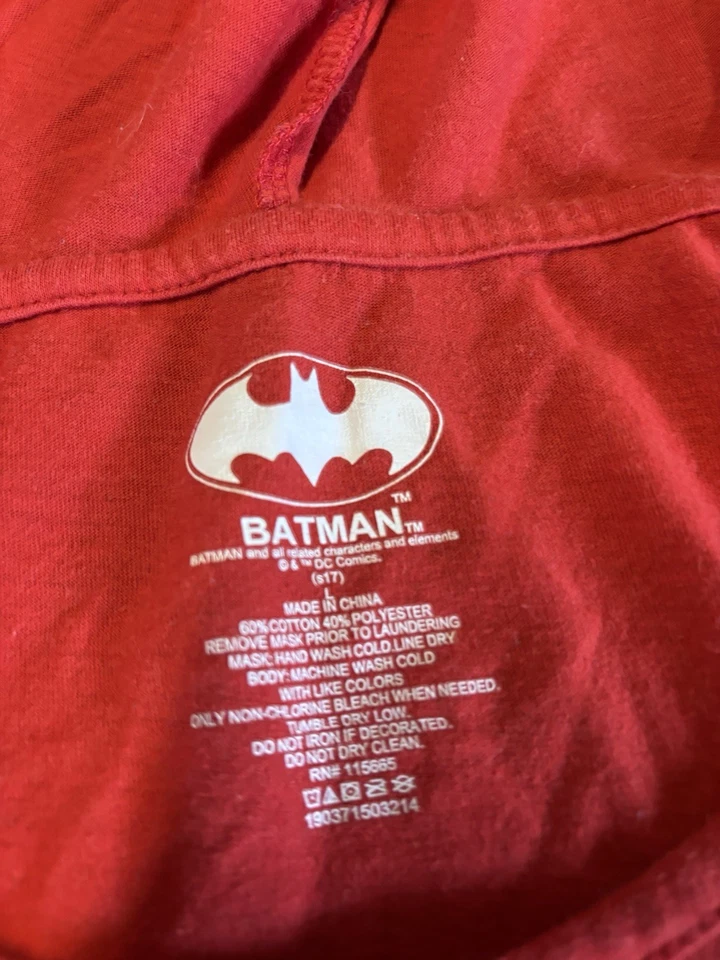 TM
BATMAN TM
BATMAN and all related characters and elements
© & ™ DC Comics.
(s17)
L
MADE IN CHINA
60% COTTON 40% POLYESTER
REMOVE MASK PRIOR TO LAUNDERING
MASK: HAND WASH COLD.LINE DRY
BODY: MACHINE WASH COLD
WITH LIKE COLORS
ONLY NON-CHLORINE BLEACH WHEN NEEDED.
TUMBLE DRY LOW.
DO NOT IRON IF DECORATED.
DO NOT DRY CLEAN.
RN# 115665
190371503214